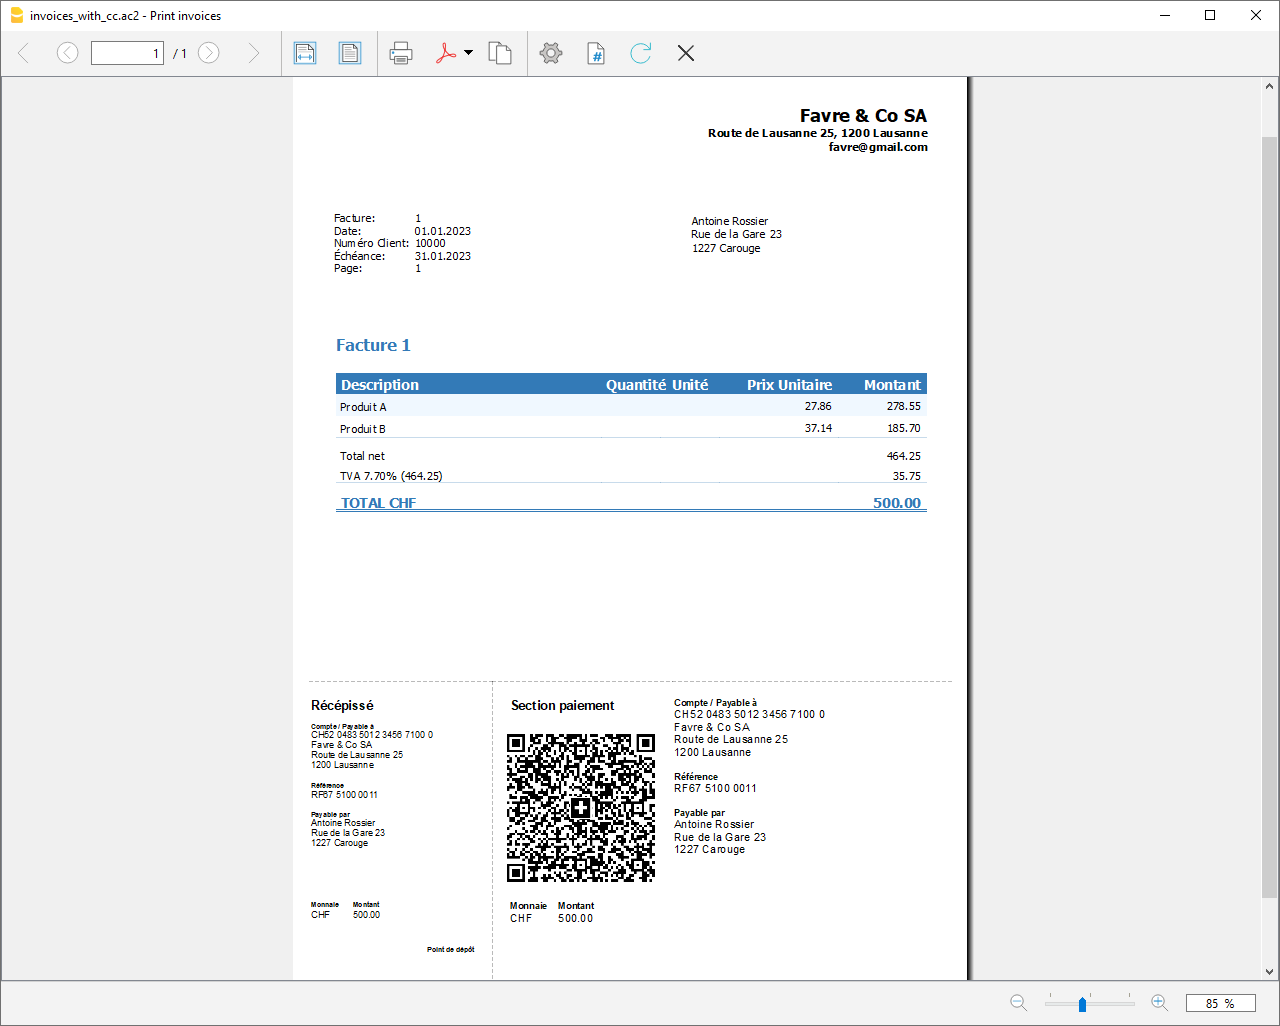 invoices_with_cc.ac2 - Print invoices
1 / 1
#
Favre & Co SA
Route de Lausanne 25, 1200 Lausanne
favre@gmail.com
Facture: 1
Date: 01.01.2023
Numéro Client: 10000
Échéance: 31.01.2023
Page: 1
Antoine Rossier
Rue de la Gare 23
1227 Carouge
Facture 1
Description Quantité Unité Prix Unitaire Montant
Produit A 27.86 278.55
Produit B 37.14 185.70
Total net 464.25
TVA 7.70% (464.25) 35.75
TOTAL CHF 500.00
Récépissé
Compte / Payable à
CH52 0483 5012 3456 7100 0
Favre & Co SA
Route de Lausanne 25
1200 Lausanne
Référence
RF67 5100 0011
Payable par
Antoine Rossier
Rue de la Gare 23
1227 Carouge
Monnaie Montant
CHF 500.00
Point de dépôt
Section paiement
Monnaie Montant
CHF 500.00
Compte / Payable à
CH52 0483 5012 3456 7100 0
Favre & Co SA
Route de Lausanne 25
1200 Lausanne
Référence
RF67 5100 0011
Payable par
Antoine Rossier
Rue de la Gare 23
1227 Carouge
85 %